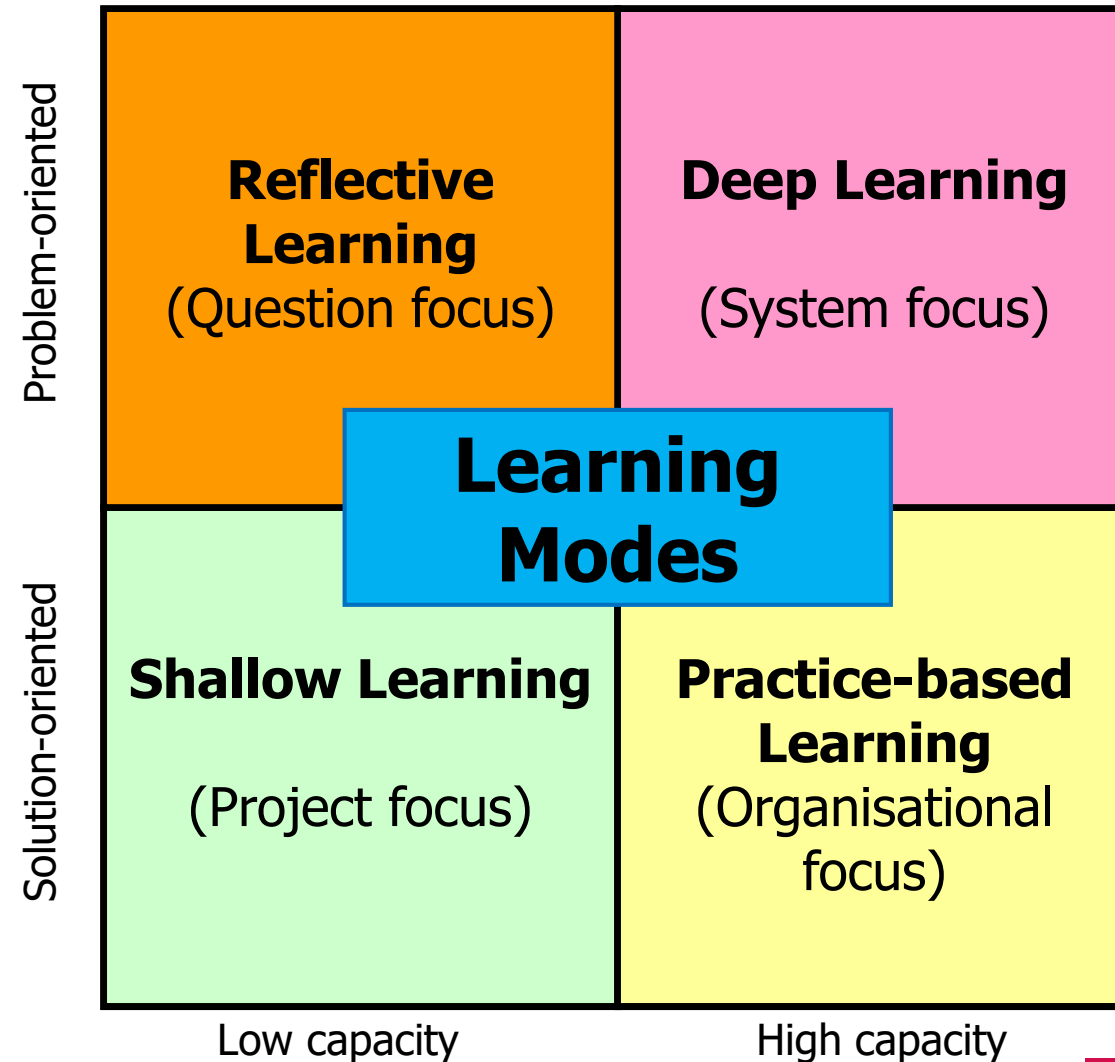 Problem-oriented
Reflective
Learning
(Question focus)
Deep Learning
(System focus)
Learning
Modes
Solution-oriented
Shallow Learning
(Project focus)
Practice-based
Learning
(Organisational
focus)
Low capacity
High capacity